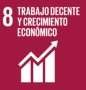 8 TRABAJO DECENTE
Y CRECIMIENTO
ECONÓMICO